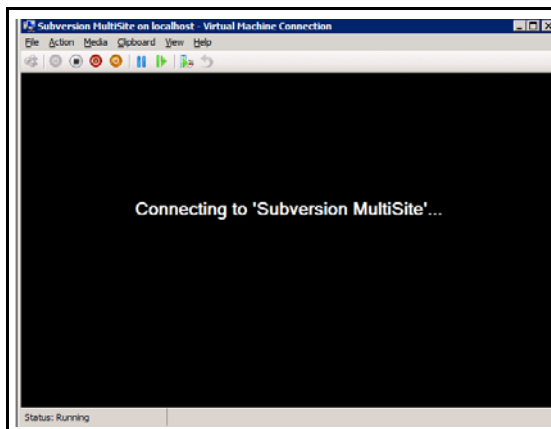 Subversion MultiSite on localhost - Virtual Machine Connection
File Action Media Clipboard View Help
Connecting to 'Subversion MultiSite'...
Status: Running